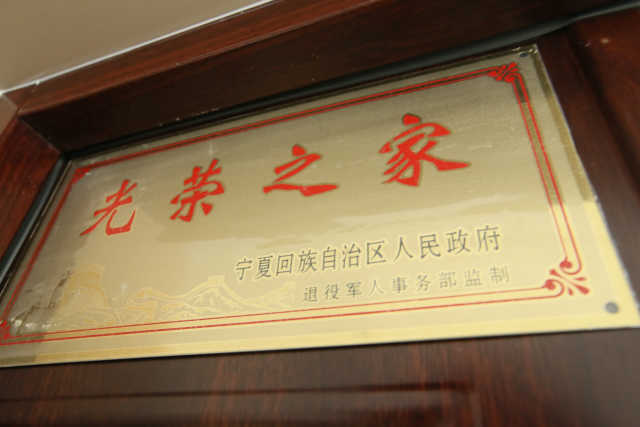 光荣之家
宁夏回族自治区人民政府
退役军人事务部监制